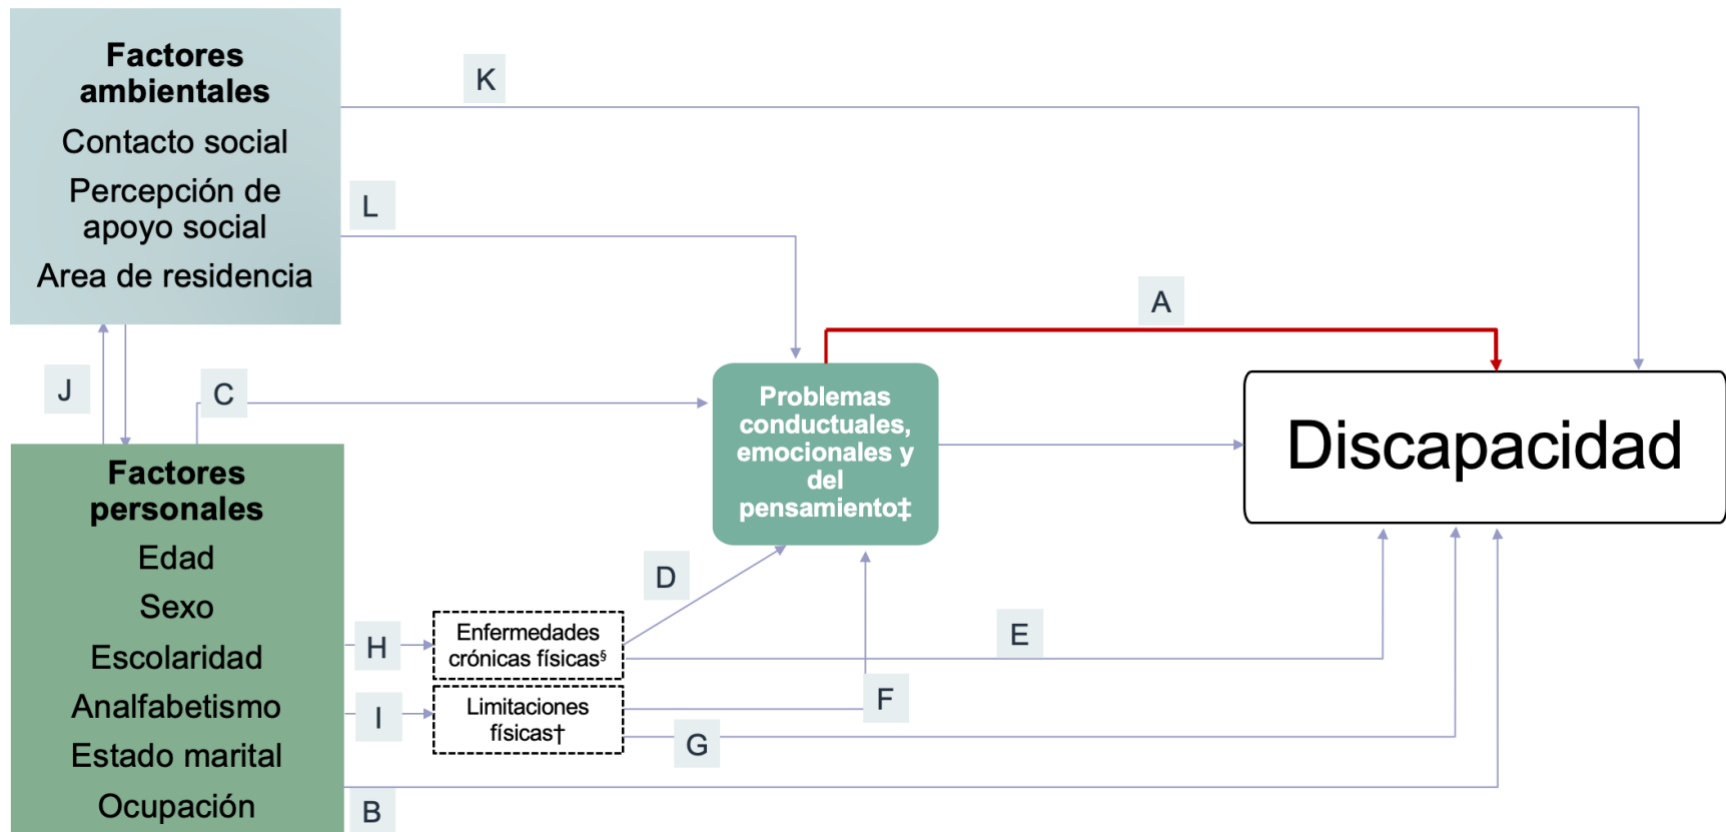 Factores
ambientales
Contacto social
Percepción de
apoyo social
Area de residencia
K
L
A
J
C
Problemas
conductuales,
emocionales y
del
pensamiento‡
Discapacidad
Factores
personales
Edad
Sexo
Escolaridad
Analfabetismo
Estado marital
Ocupación
D
H
Enfermedades
crónicas físicas§
E
I
Limitaciones
físicas†
F
G
B